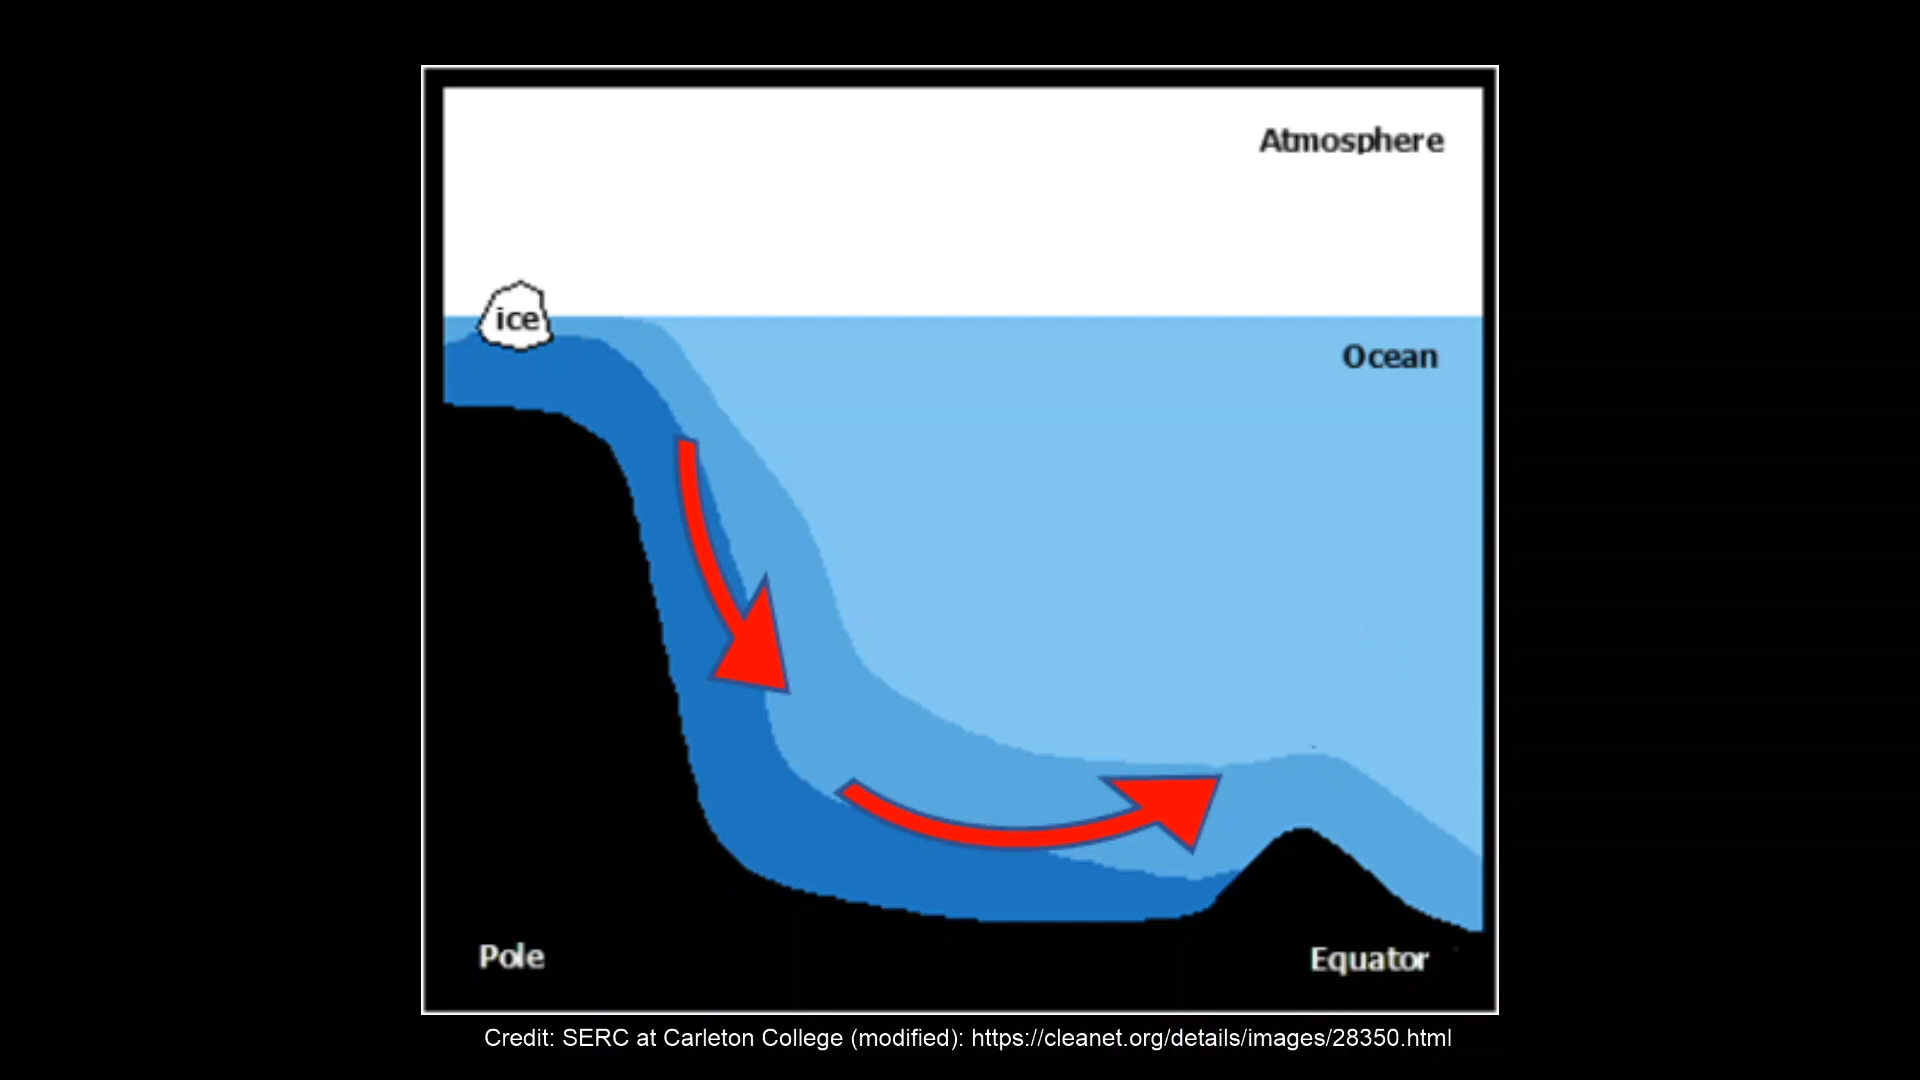 Atmosphere
ice
Ocean
Pole
Equator
Credit: SERC at Carleton College (modified): https://cleanet.org/details/images/28350.html